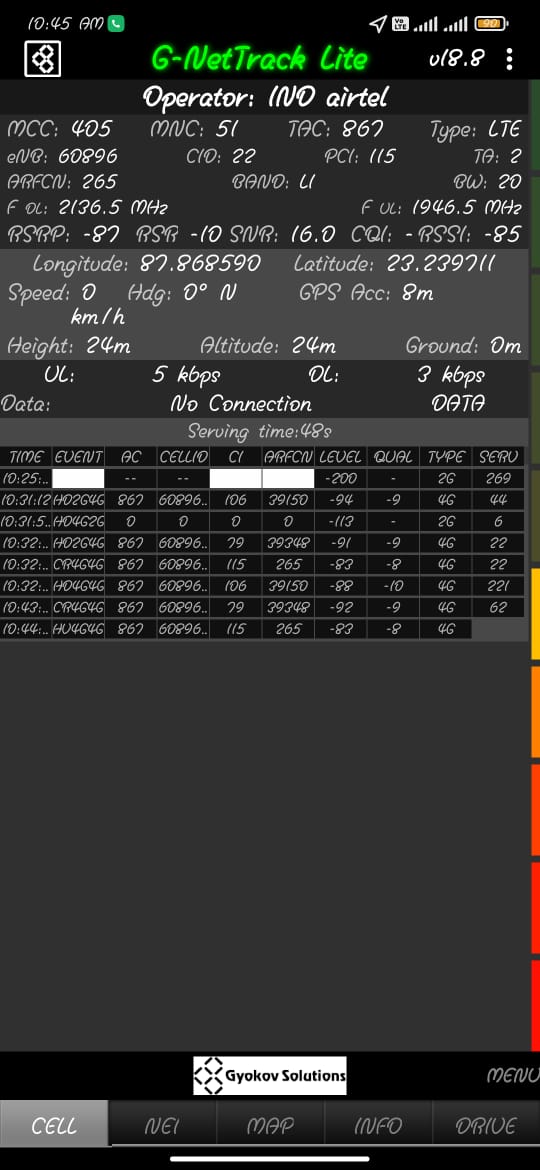 10:45 AM Vo LTE 90
G-NetTrack Lite v18.8
Operator: IND airtel
MCC: 405 MNC: 51 TAC: 867 Type: LTE
eNB: 60896 CID: 22 PCI: 115 TA: 2
ARFCN: 265 BAND: L1 BW: 20
F DL: 2136.5 MHz F UL: 1946.5 MHz
RSRP: -87 RSR -10 SNR: 16.0 CQI: - RSSI: -85
Longitude: 87.868590 Latitude: 23.239711
Speed: 0 Hdg: 0° N GPS Acc: 8m
km/h
Height: 24m Altitude: 24m Ground: 0m
UL: 5 kbps DL: 3 kbps
Data: No Connection DATA
Serving time:48s
TIME EVENT AC CELLID CI ARFCN LEVEL QUAL TYPE SERV
10:25:.. -- -- -200 - 2G 269
10:31:12 HO2G4G 867 60896.. 106 39150 -94 -9 4G 44
10:31:5.. HO4G2G 0 0 0 0 -113 - 2G 6
10:32:.. HO2G4G 867 60896.. 79 39348 -91 -9 4G 22
10:32:.. CR4G4G 867 60896.. 115 265 -83 -8 4G 22
10:32:.. HO4G4G 867 60896.. 106 39150 -88 -10 4G 221
10:43:.. CR4G4G 867 60896.. 79 39348 -92 -9 4G 62
10:44:.. HO4G4G 867 60896.. 115 265 -83 -8 4G
Gyokov Solutions MENU
CELL NEI MAP INFO DRIVE